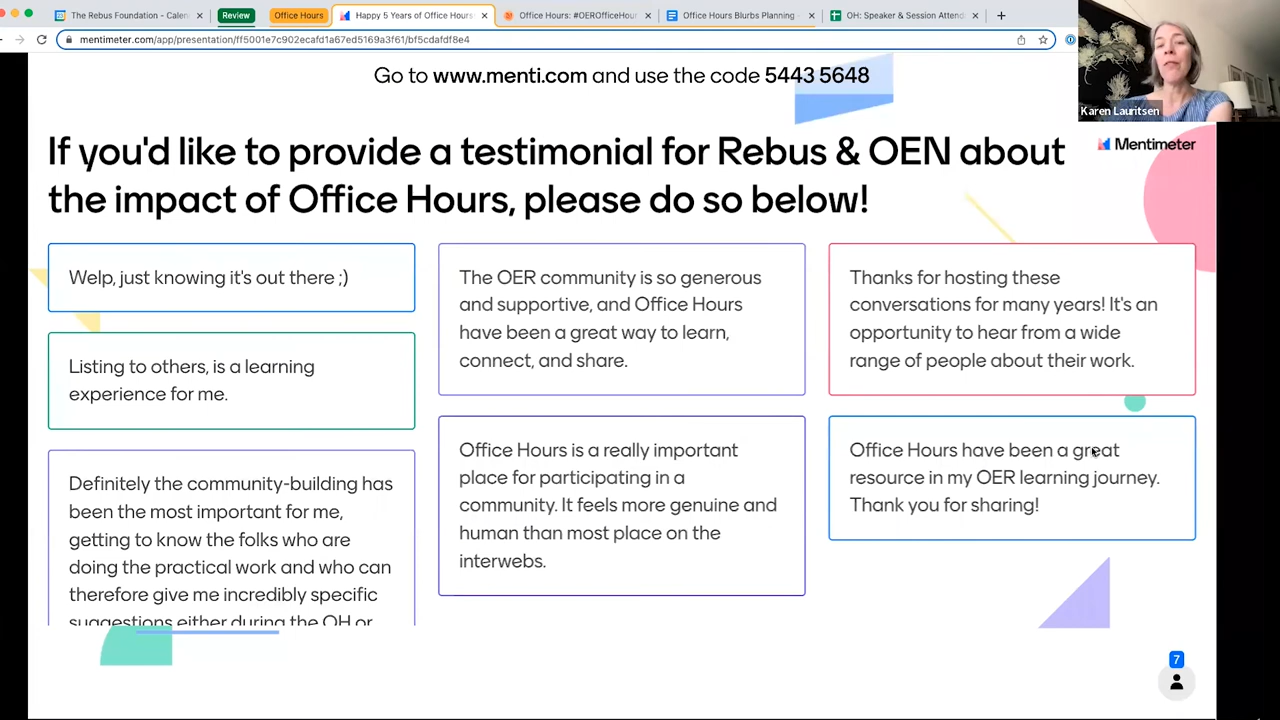 The Rebus Foundation - Calen
Review
Office Hours
Happy 5 Years of Office Hours
Office Hours: #OEROfficeHour
Office Hours Blurbs Planning -
OH: Speaker & Session Attend
mentimeter.com/app/presentation/ff5001e7c902ecafd1a67ed5169a3f61/bf5cdafdf8e4
Go to www.menti.com and use the code 5443 5648
Karen Lauritsen
Mentimeter
If you'd like to provide a testimonial for Rebus & OEN about
the impact of Office Hours, please do so below!
Welp, just knowing it's out there ;)
Listing to others, is a learning
experience for me.
Definitely the community-building has
been the most important for me,
getting to know the folks who are
doing the practical work and who can
therefore give me incredibly specific
suggestions either during the OH or
The OER community is so generous
and supportive, and Office Hours
have been a great way to learn,
connect, and share.
Office Hours is a really important
place for participating in a
community. It feels more genuine and
human than most place on the
interwebs.
Thanks for hosting these
conversations for many years! It's an
opportunity to hear from a wide
range of people about their work.
Office Hours have been a great
resource in my OER learning journey.
Thank you for sharing!
7